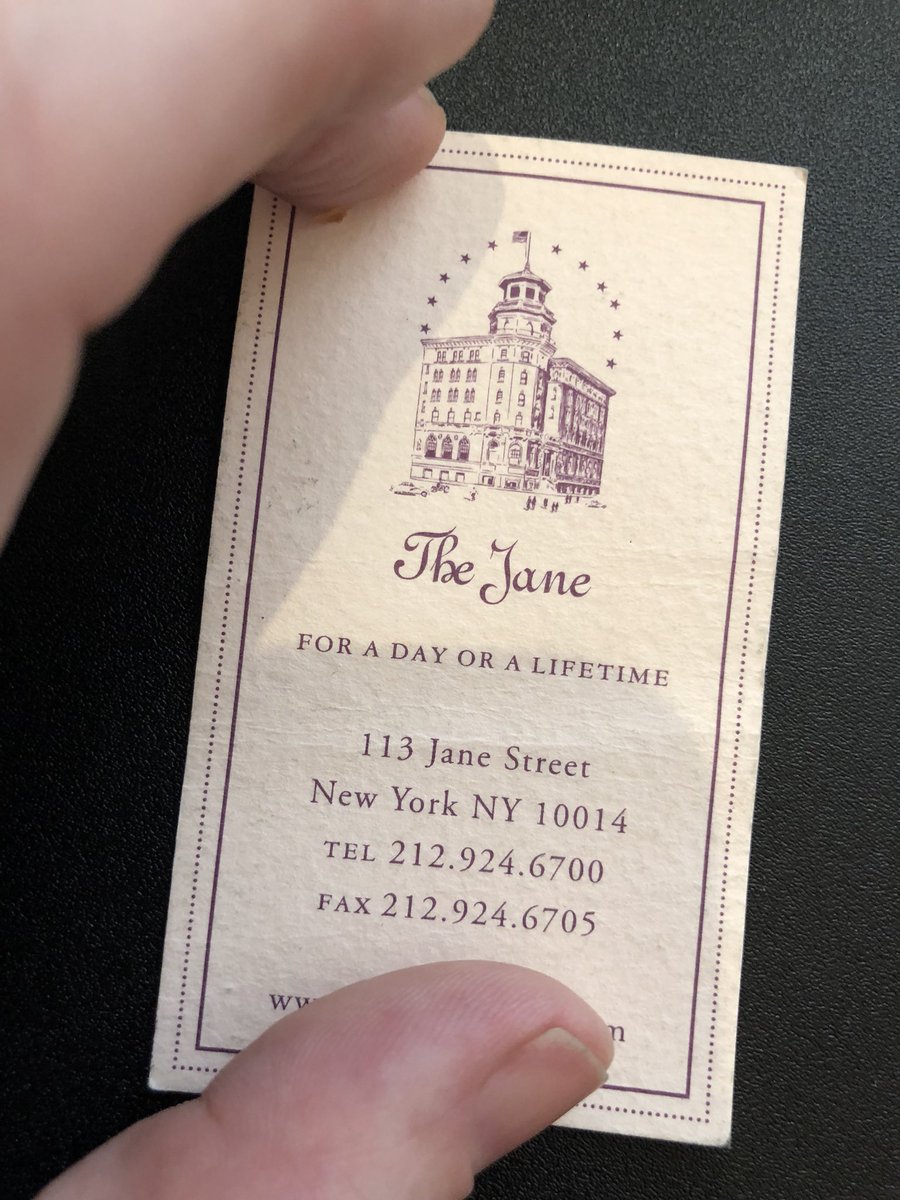 The Jane
FOR A DAY OR A LIFETIME
113 Jane Street
New York NY 10014
TEL 212.924.6700
FAX 212.924.6705